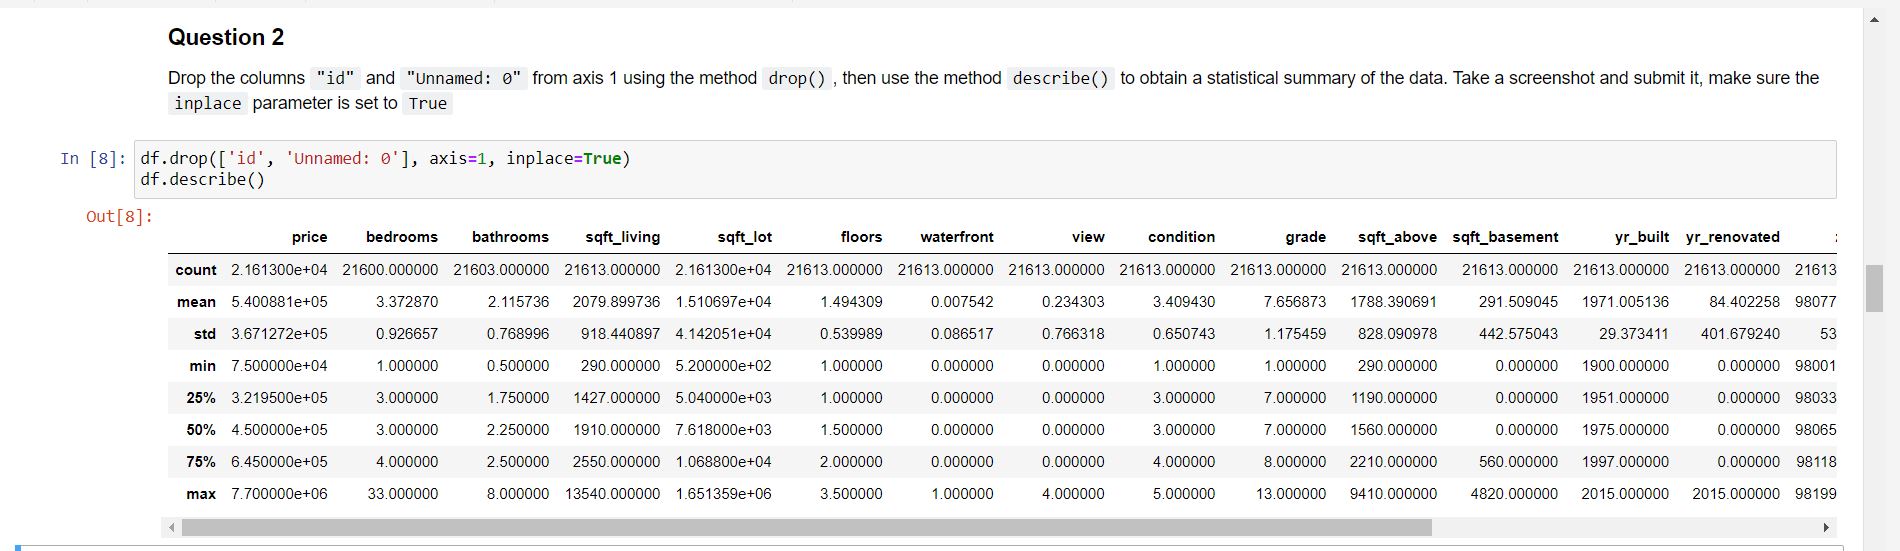 Question 2
Drop the columns "id" and "Unnamed: 0" from axis 1 using the method drop(), then use the method describe() to obtain a statistical summary of the data. Take a screenshot and submit it, make sure the
inplace parameter is set to True
In [8]: df.drop(['id', 'Unnamed: 0'], axis=1, inplace=True)
df.describe()
Out[8]:
price bedrooms bathrooms sqft_living sqft_lot floors waterfront view condition grade sqft_above sqft_basement yr_built yr_renovated
count 2.161300e+04 21600.000000 21603.000000 21613.000000 2.161300e+04 21613.000000 21613.000000 21613.000000 21613.000000 21613.000000 21613.000000 21613.000000 21613.000000 21613.000000 21613
mean 5.400881e+05 3.372870 2.115736 2079.899736 1.510697e+04 1.494309 0.007542 0.234303 3.409430 7.656873 1788.390691 291.509045 1971.005136 84.402258 98077
std 3.671272e+05 0.926657 0.768996 918.440897 4.142051e+04 0.539989 0.086517 0.766318 0.650743 1.175459 828.090978 442.575043 29.373411 401.679240 53
min 7.500000e+04 1.000000 0.500000 290.000000 5.200000e+02 1.000000 0.000000 0.000000 1.000000 1.000000 290.000000 0.000000 1900.000000 0.000000 98001
25% 3.219500e+05 3.000000 1.750000 1427.000000 5.040000e+03 1.000000 0.000000 0.000000 3.000000 7.000000 1190.000000 0.000000 1951.000000 0.000000 98033
50% 4.500000e+05 3.000000 2.250000 1910.000000 7.618000e+03 1.500000 0.000000 0.000000 3.000000 7.000000 1560.000000 0.000000 1975.000000 0.000000 98065
75% 6.450000e+05 4.000000 2.500000 2550.000000 1.068800e+04 2.000000 0.000000 0.000000 4.000000 8.000000 2210.000000 560.000000 1997.000000 0.000000 98118
max 7.700000e+06 33.000000 8.000000 13540.000000 1.651359e+06 3.500000 1.000000 4.000000 5.000000 13.000000 9410.000000 4820.000000 2015.000000 2015.000000 98199